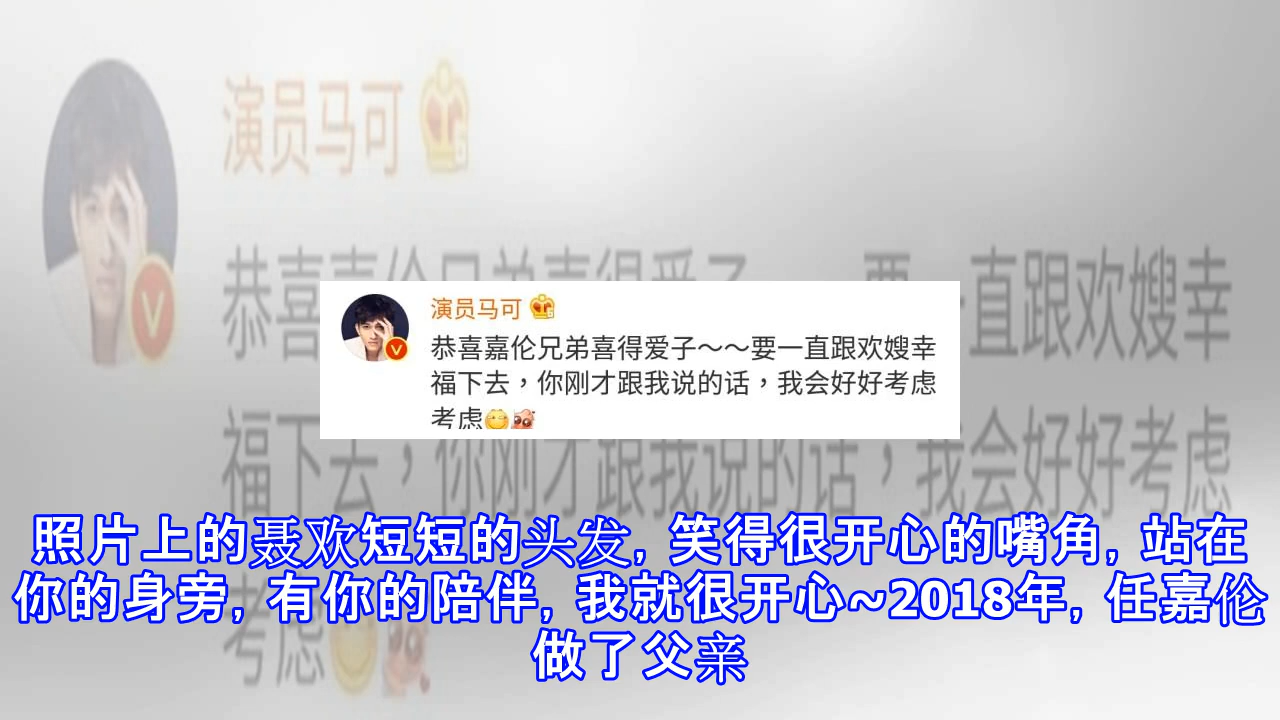 演员马可
恭喜嘉伦兄弟喜得爱子～～要一直跟欢嫂幸
福下去，你刚才跟我说的话，我会好好考虑
考虑
照片上的聂欢短短的头发, 笑得很开心的嘴角, 站在
你的身旁, 有你的陪伴, 我就很开心~2018年, 任嘉伦
做了父亲